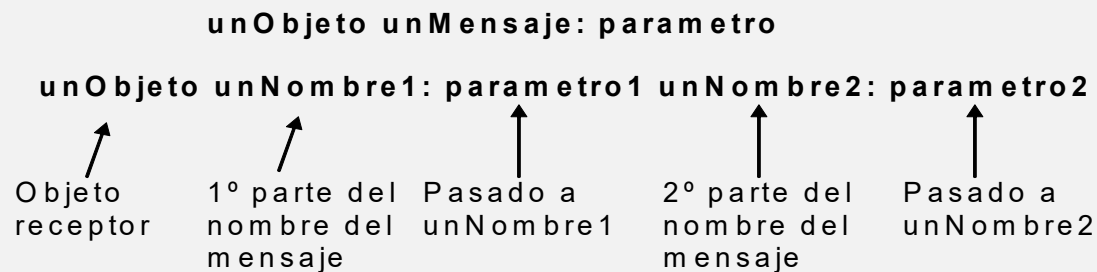 unObjeto unMensaje: parametro
unObjeto unNombre1: parametro1 unNombre2: parametro2
Objeto
receptor
1º parte del
nombre del
mensaje
Pasado a
unNombre1
2º parte del
nombre del
mensaje
Pasado a
unNombre2